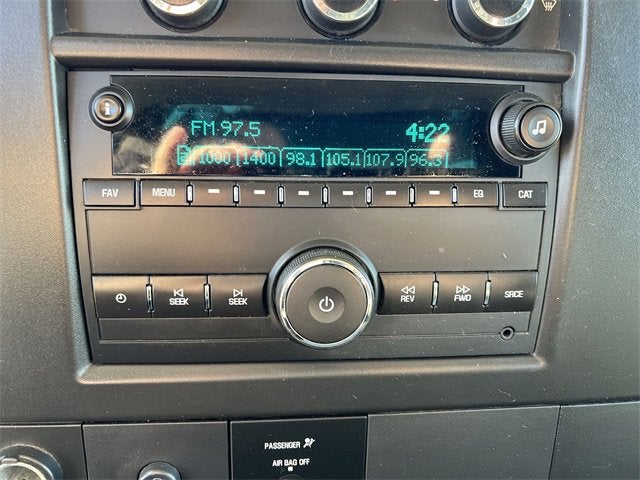 FM 97.5 4:22
1000 1400 98.1 105.1 107.9 96.3
FAV MENU EQ CAT
SEEK SEEK REV FWD SRCE
PASSENGER
AIR BAG OFF